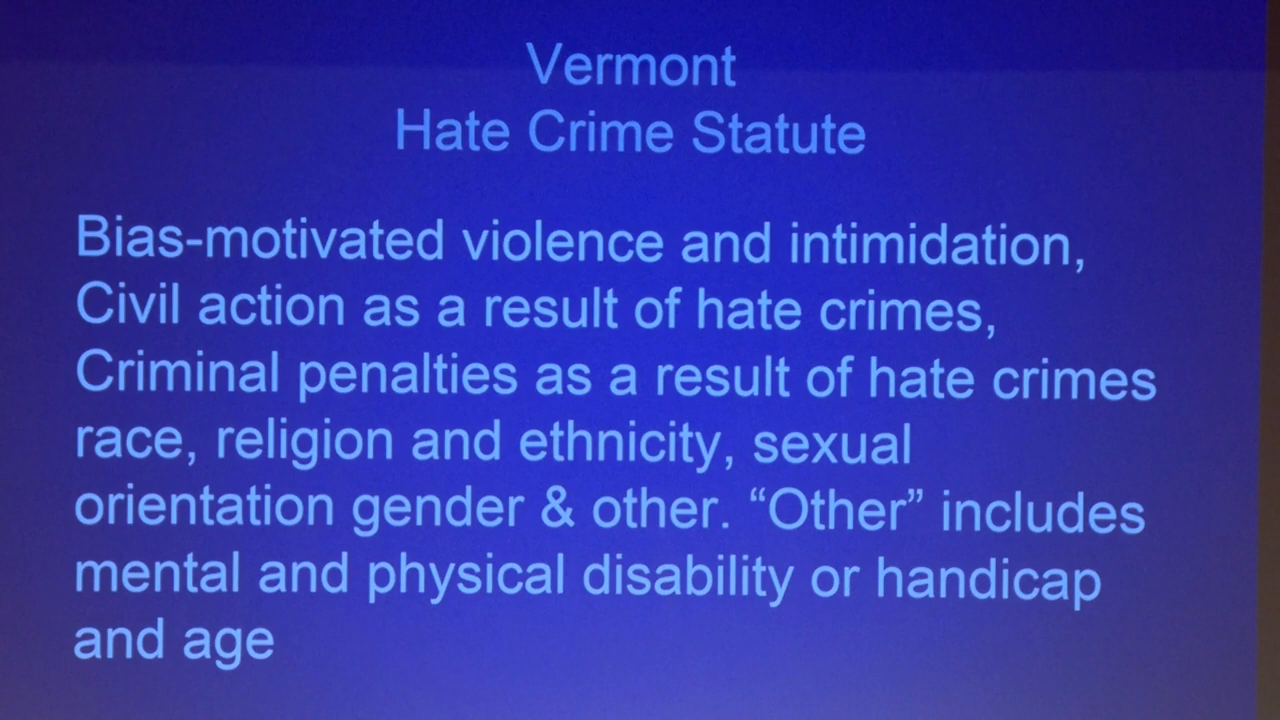 Vermont
Hate Crime Statute
Bias-motivated violence and intimidation,
Civil action as a result of hate crimes,
Criminal penalties as a result of hate crimes
race, religion and ethnicity, sexual
orientation gender & other. “Other” includes
mental and physical disability or handicap
and age